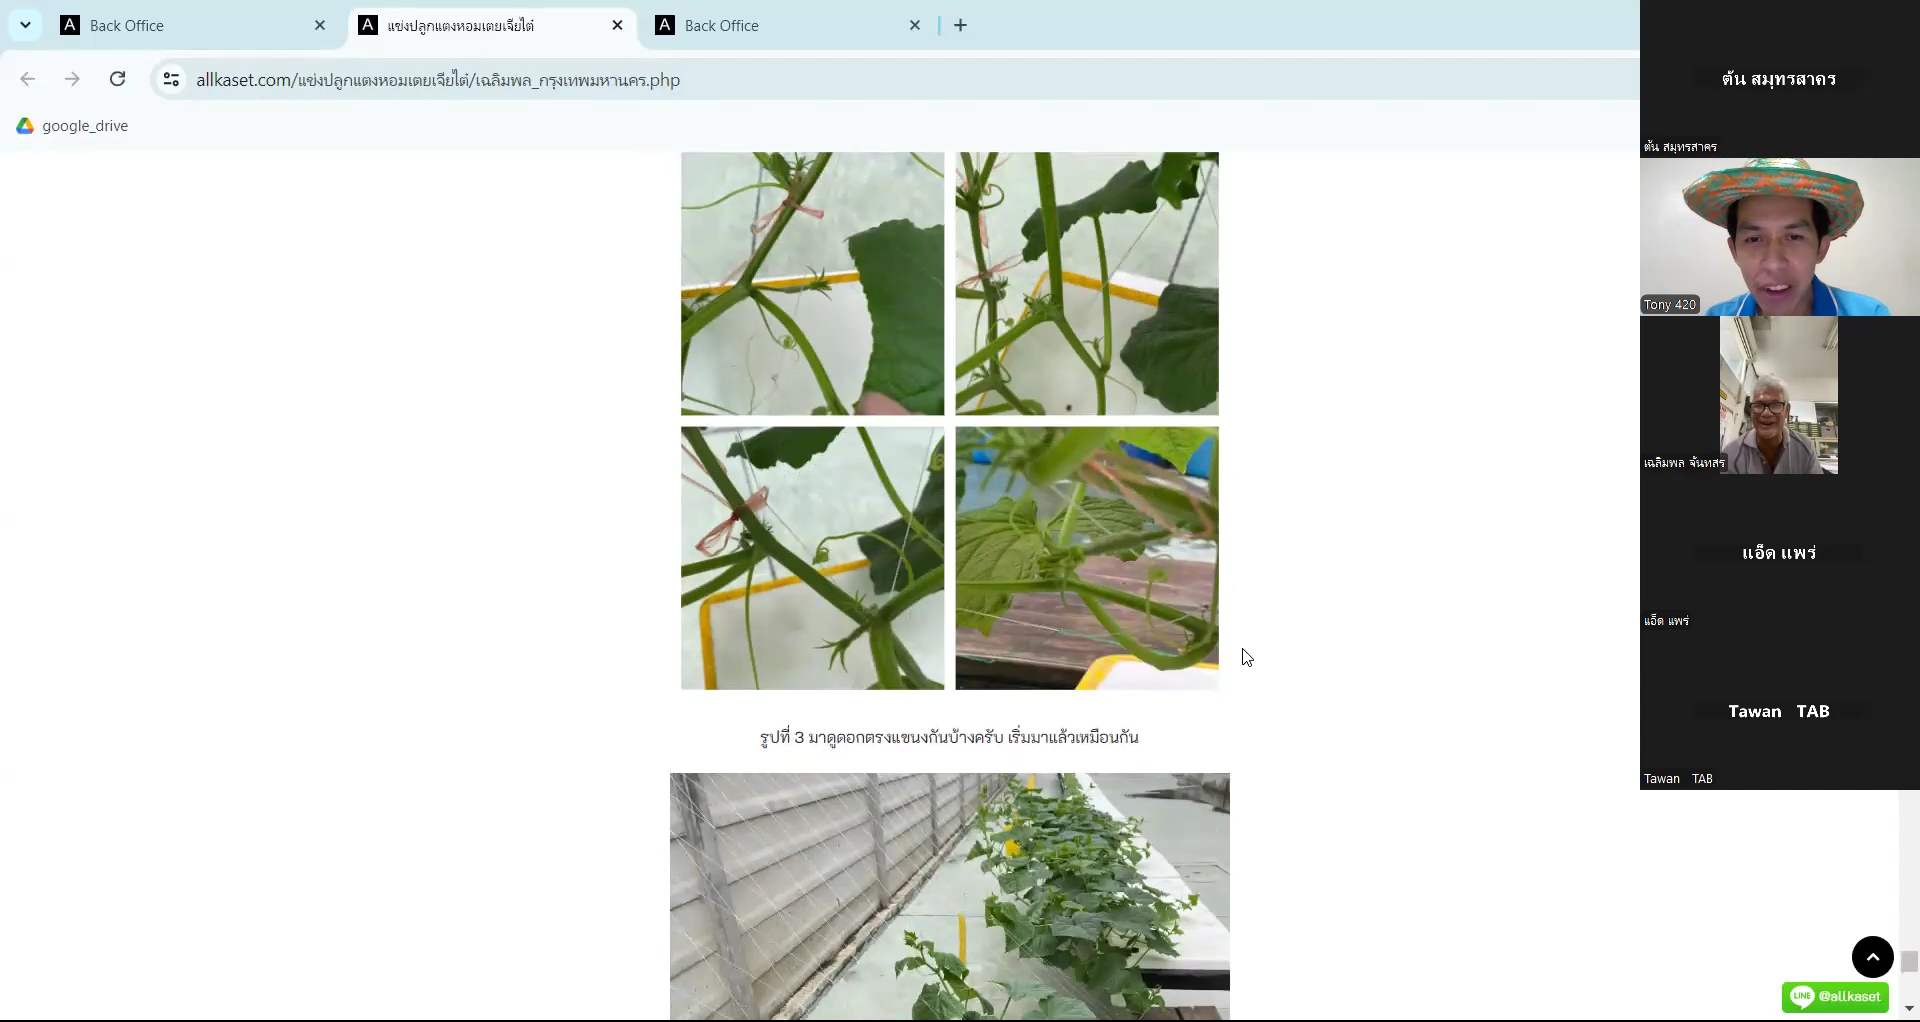 Back Office
แข่งปลูกแตงหอมเตยเจียไต๋
Back Office
allkaset.com/แข่งปลูกแตงหอมเตยเจียไต๋/เฉลิมพล_กรุงเทพมหานคร.php
google_drive
รูปที่ 3 มาดูดอกตรงแขนงกันบ้างครับ เริ่มมาแล้วเหมือนกัน
ต้น สมุทรสาคร
ต้น สมุทรสาคร
Tony 420
เฉลิมพล จันทสร
แอ็ด แพร่
แอ็ด แพร่
Tawan TAB
Tawan TAB
LINE @allkaset